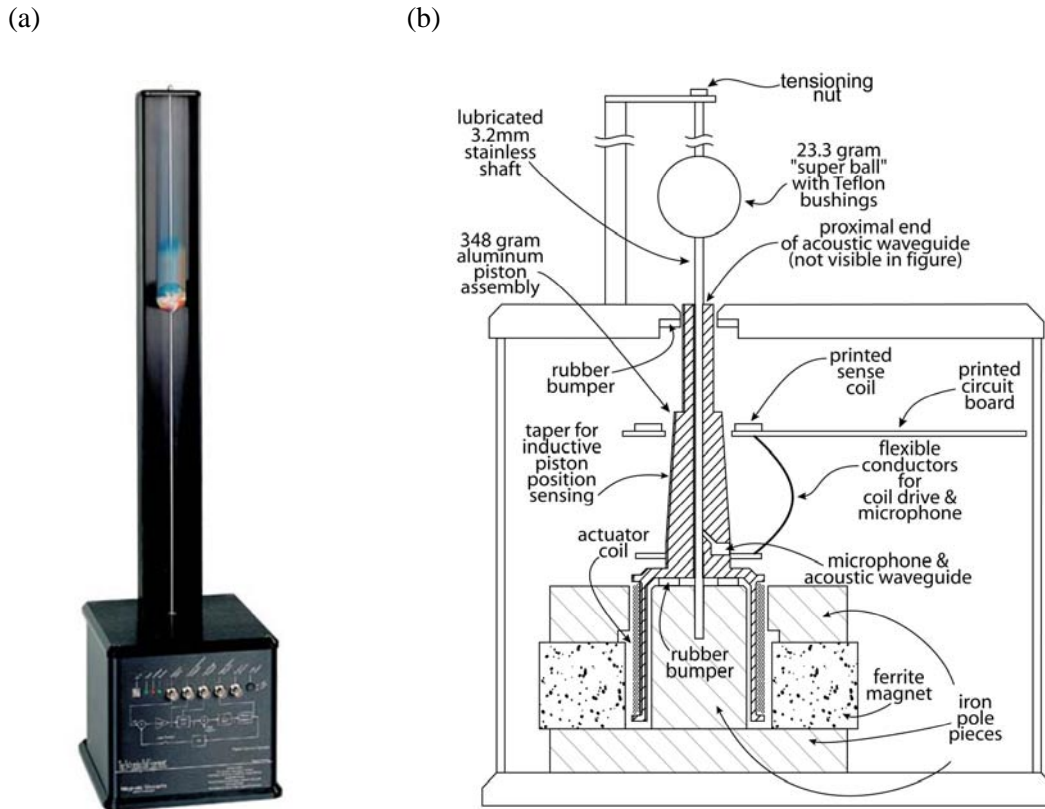 (a)
(b)
tensioning
nut
lubricated
3.2mm
stainless
shaft
23.3 gram
"super ball"
with Teflon
bushings
348 gram
aluminum
piston
assembly
proximal end
of acoustic waveguide
(not visible in figure)
rubber
bumper
printed
sense
coil
printed
circuit
board
taper for
inductive
piston
position
sensing
flexible
conductors
for
coil drive &
microphone
actuator
coil
microphone &
acoustic waveguide
rubber
bumper
ferrite
magnet
iron
pole
pieces